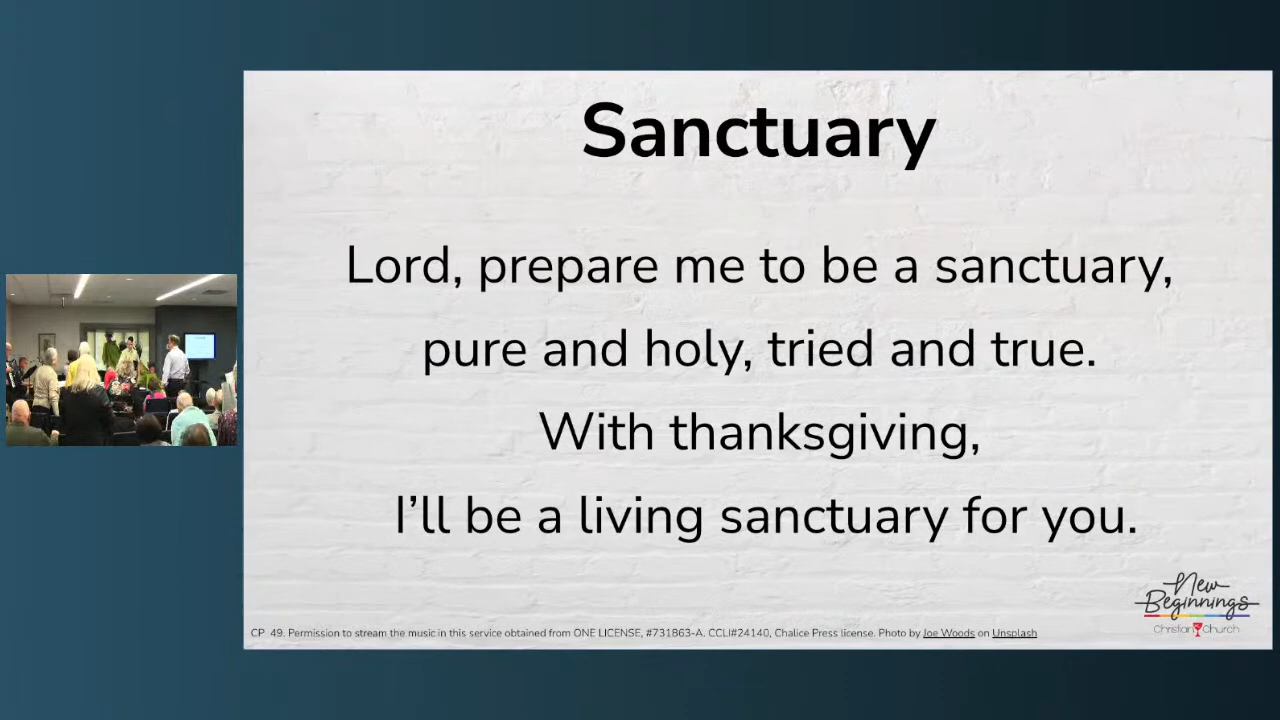 Sanctuary
Lord, prepare me to be a sanctuary,
pure and holy, tried and true.
With thanksgiving,
I’ll be a living sanctuary for you.
New
Beginnings
Christian Church
CP 49. Permission to stream the music in this service obtained from ONE LICENSE, #731863-A. CCLI#24140, Chalice Press license. Photo by Joe Woods on Unsplash